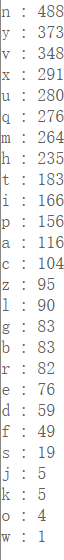 n : 488
y : 373
v : 348
x : 291
u : 280
q : 276
m : 264
h : 235
t : 183
i : 166
p : 156
a : 116
c : 104
z : 95
l : 90
g : 83
b : 83
r : 82
e : 76
d : 59
f : 49
s : 19
j : 5
k : 5
o : 4
w : 1